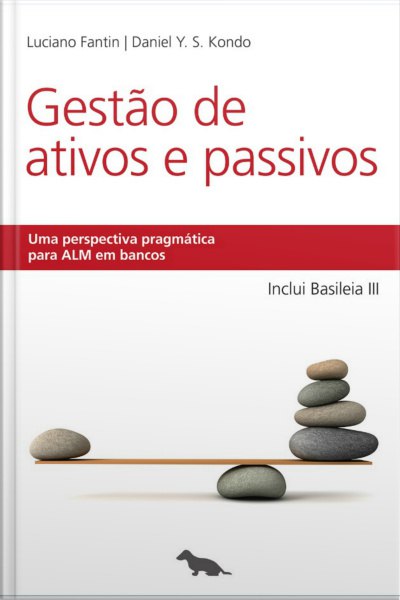 Luciano Fantin | Daniel Y. S. Kondo
Gestão de
ativos e passivos
Uma perspectiva pragmática
para ALM em bancos
Inclui Basileia III